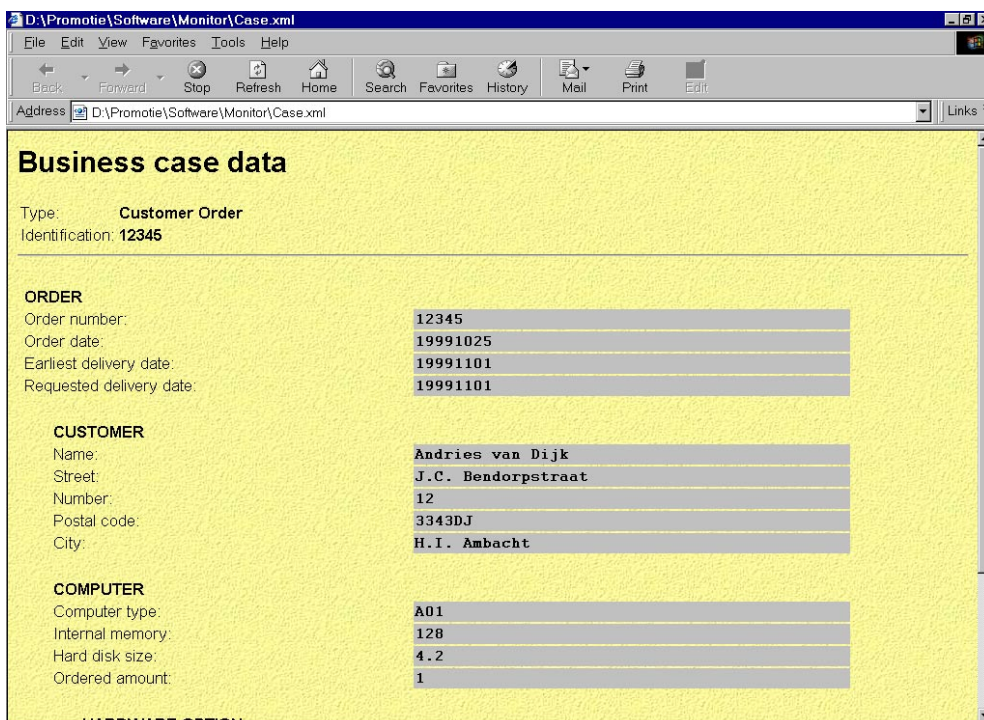 D:\Promotie\Software\Monitor\Case.xml
File Edit View Favorites Tools Help
Back Forward Stop Refresh Home Search Favorites History Mail Print Edit
Address D:\Promotie\Software\Monitor\Case.xml Links
Business case data
Type: Customer Order
Identification: 12345
ORDER
Order number: 12345
Order date: 19991025
Earliest delivery date: 19991101
Requested delivery date: 19991101
CUSTOMER
Name: Andries van Dijk
Street: J.C. Bendorpstraat
Number: 12
Postal code: 3343DJ
City: H.I. Ambacht
COMPUTER
Computer type: A01
Internal memory: 128
Hard disk size: 4.2
Ordered amount: 1
HARDWARE OPTION